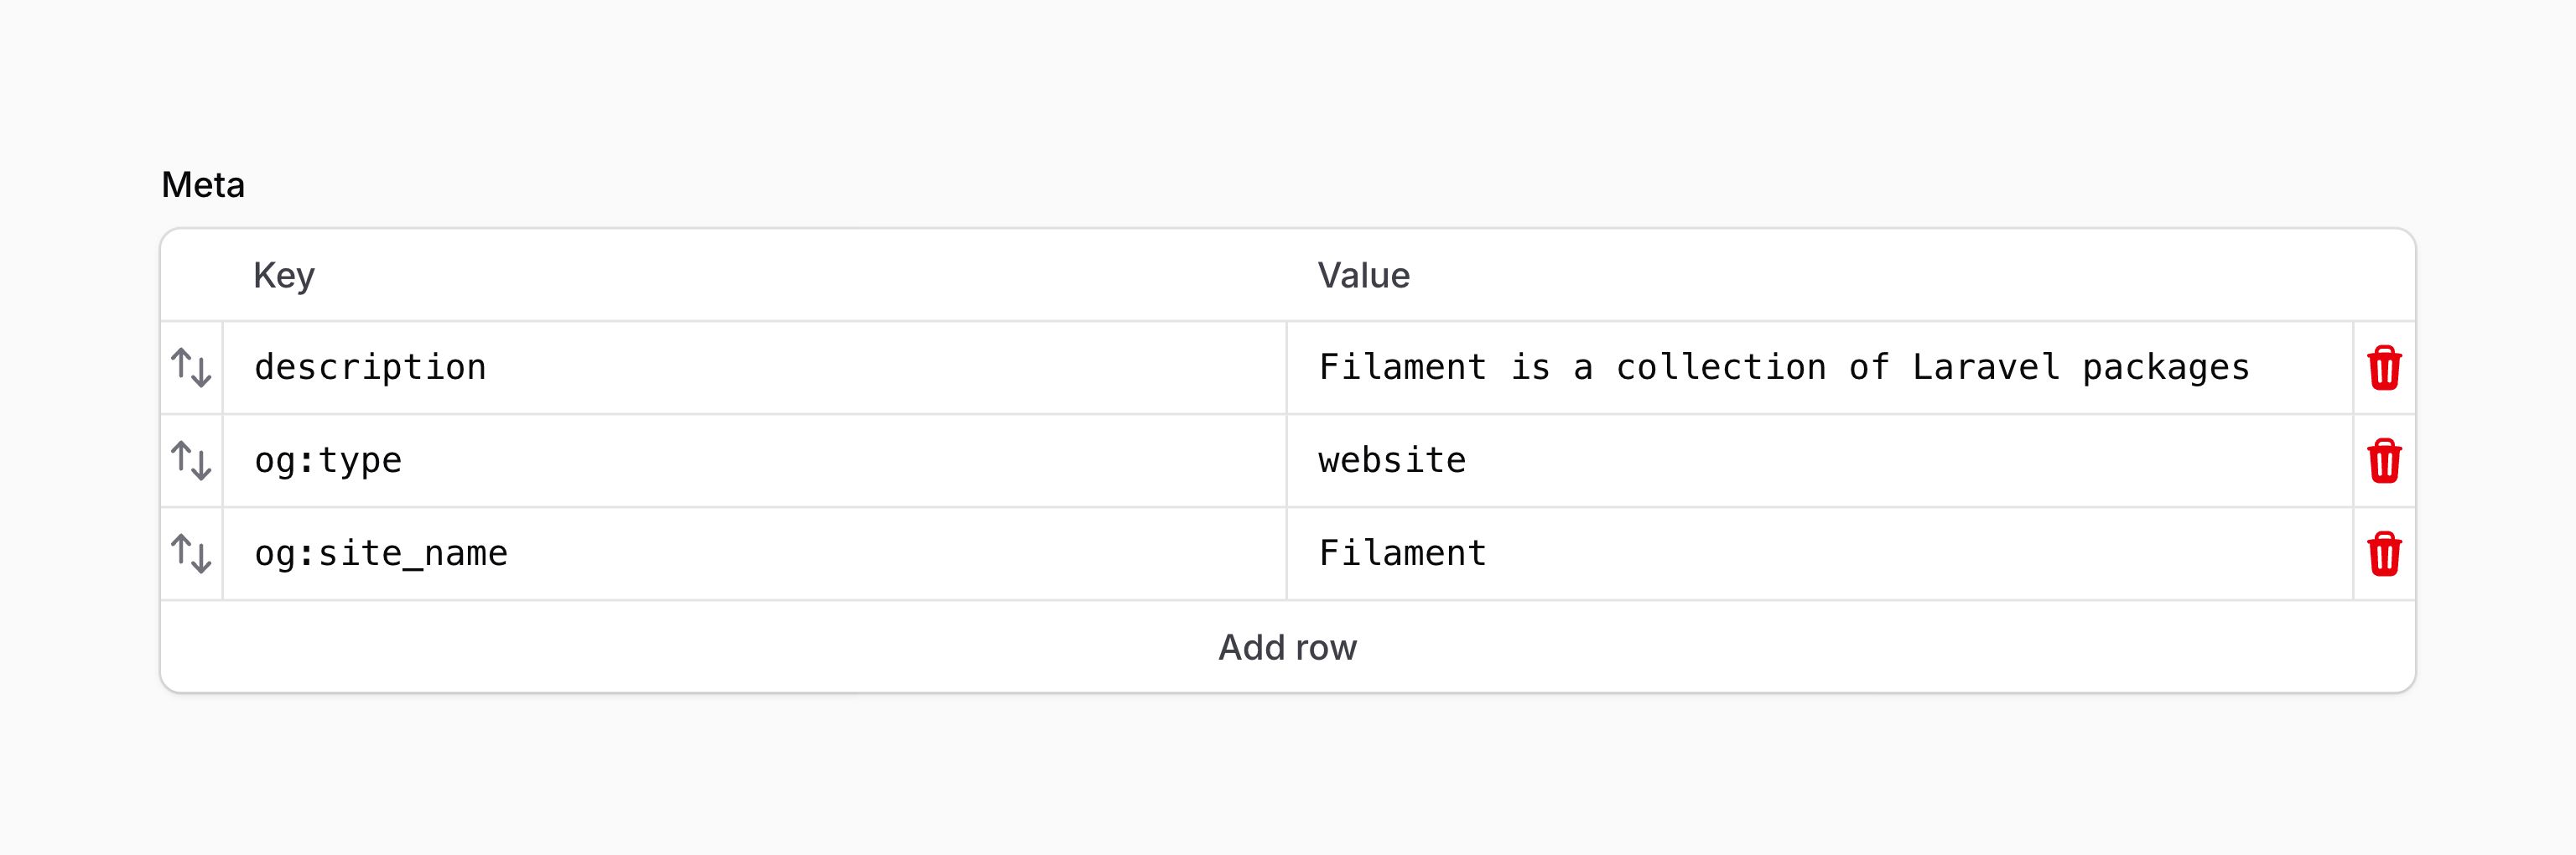 Meta
Key Value
description Filament is a collection of Laravel packages
og:type website
og:site_name Filament
Add row